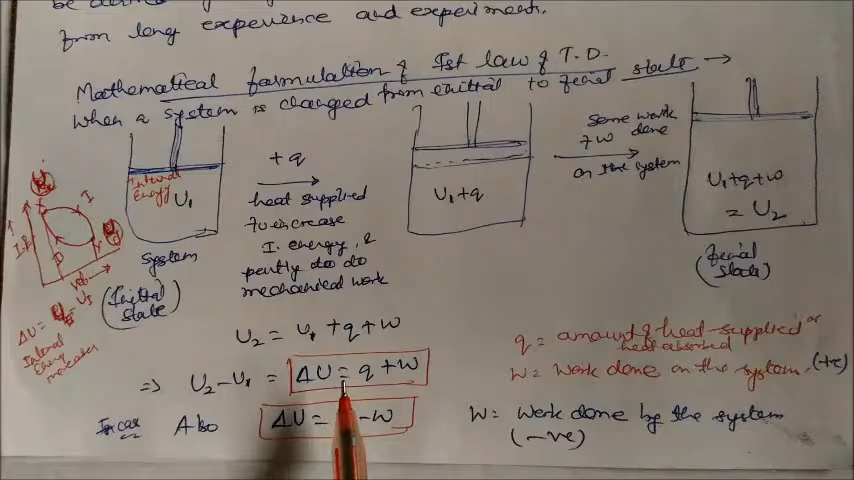 from long experience and experiment.
Mathematical formulation of Ist law of T.D.
When a system is changed from initial to final state →
Internal Energy
U₁
System
(Initial state)
+q
heat supplied
to increase
I. energy, &
partly to do
mechanical work
U₁+q
Some work
+w done
on the system
U₁+q+w
= U₂
(final state)
I
ΔU =
Internal
Energy
U₂ = U₁ +q+w
⇒ U₂-U₁ = ΔU = q+w
Also ΔU = -w
q = amount of heat supplied or
heat absorbed
W = Work done on the system. (+ve)
W = Work done by the system
(-ve)